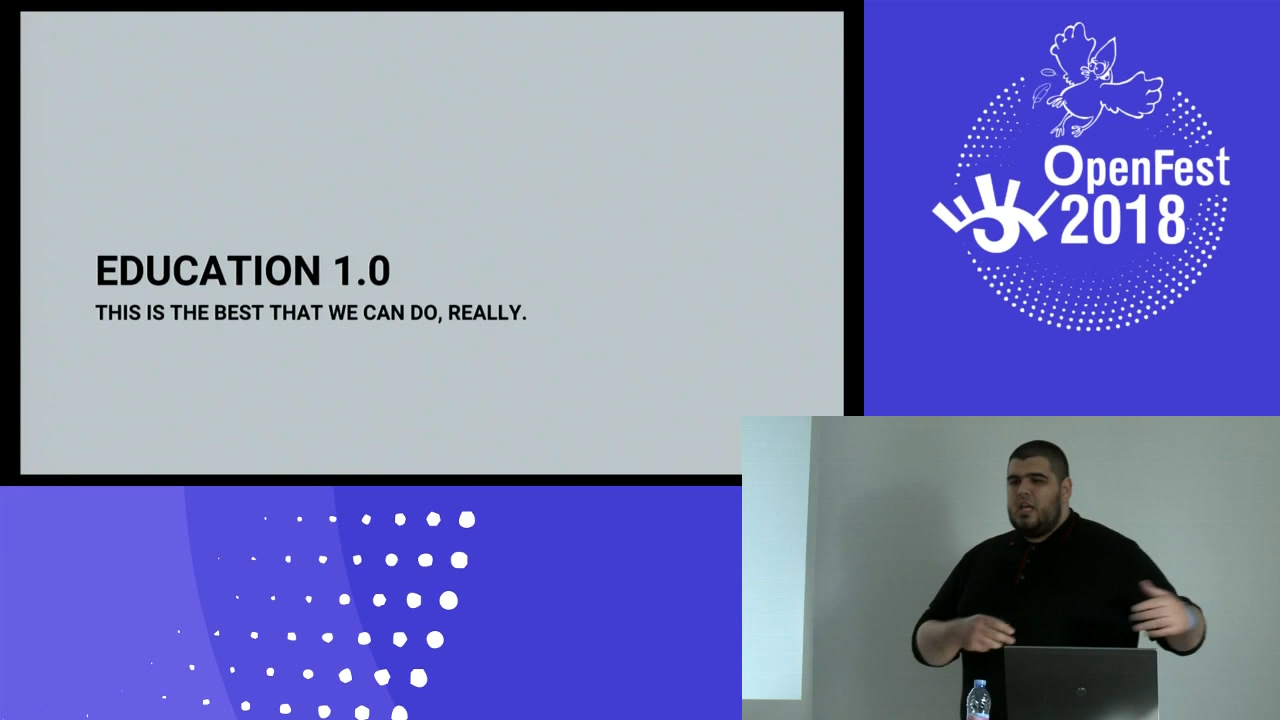 EDUCATION 1.0
THIS IS THE BEST THAT WE CAN DO, REALLY.
OpenFest
2018